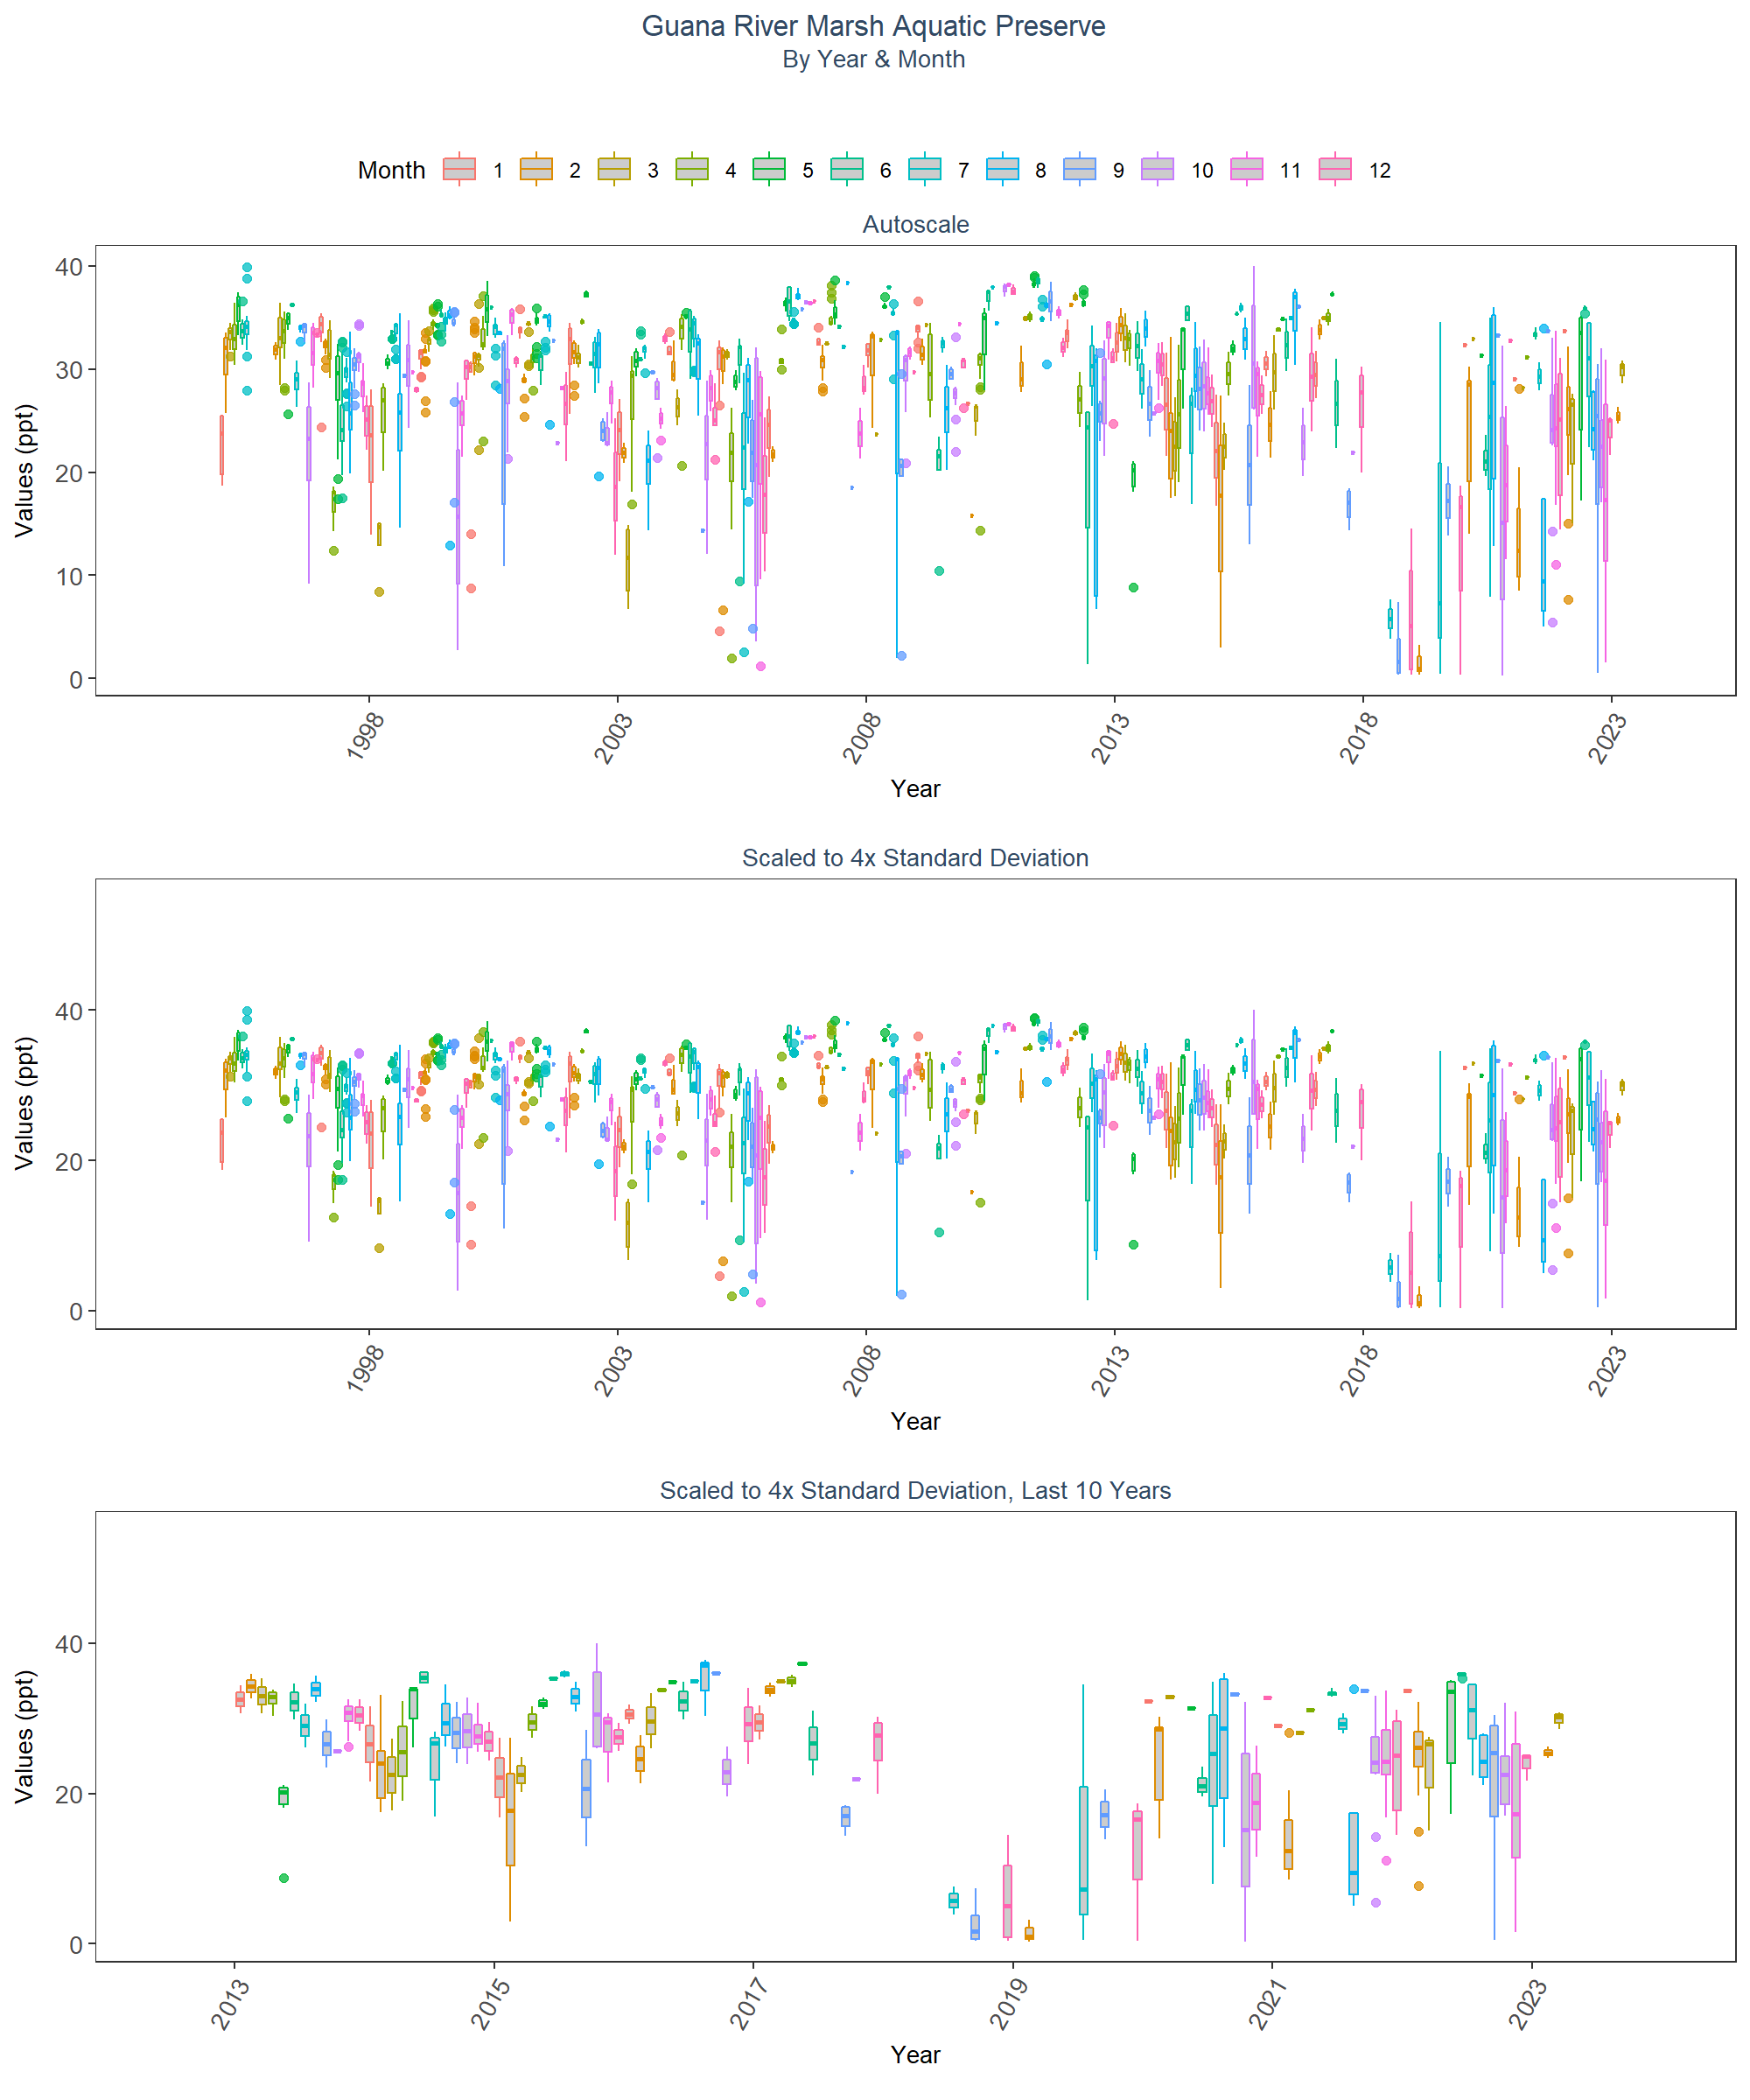 Guana River Marsh Aquatic Preserve
By Year & Month
Month 1 2 3 4 5 6 7 8 9 10 11 12
Autoscale
Values (ppt)
40
30
20
10
0
1998 2003 2008 2013 2018 2023
Year
Scaled to 4x Standard Deviation
Values (ppt)
40
20
0
1998 2003 2008 2013 2018 2023
Year
Scaled to 4x Standard Deviation, Last 10 Years
Values (ppt)
40
20
0
2013 2015 2017 2019 2021 2023
Year